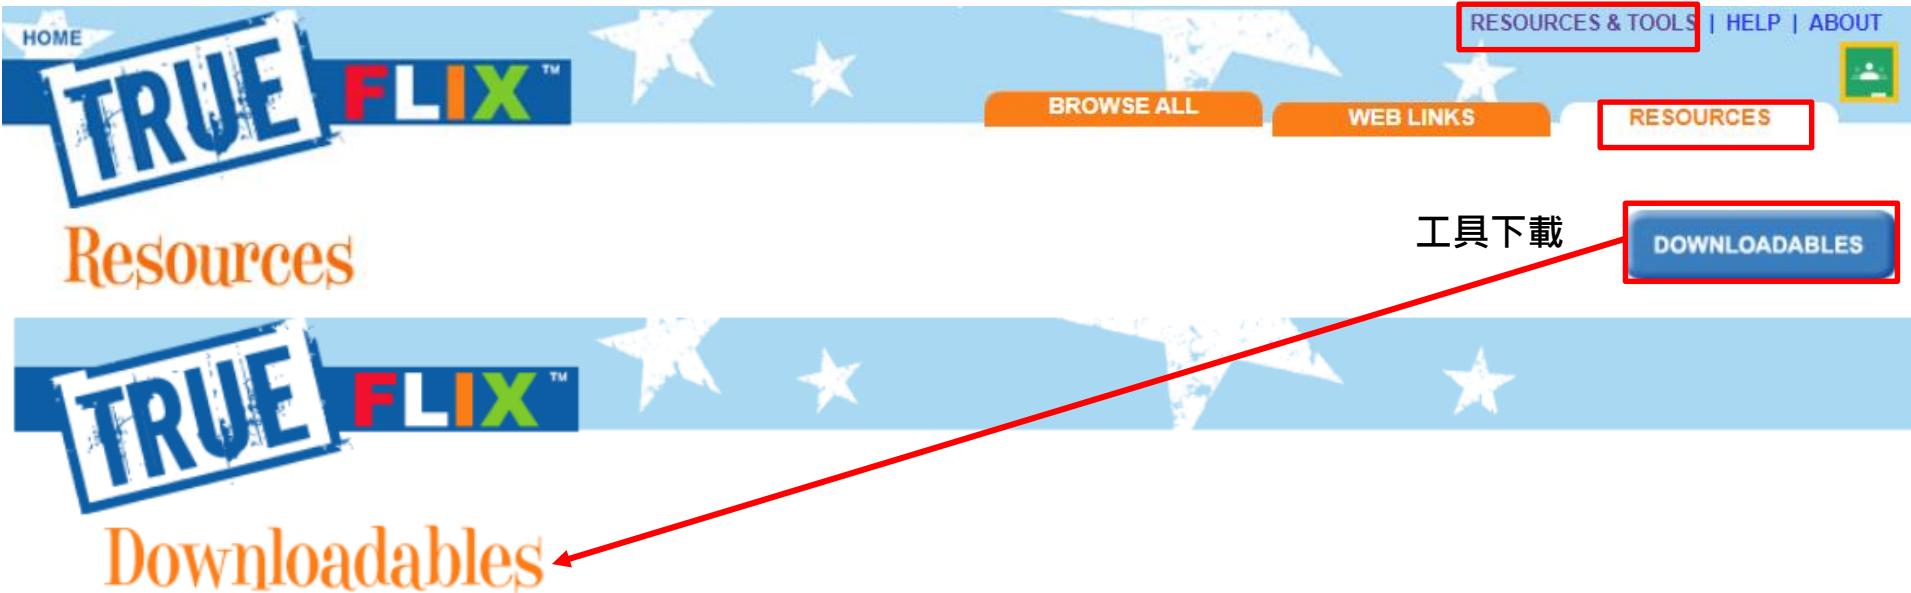 HOME
RESOURCES & TOOLS | HELP | ABOUT
TRUE FLIX™
BROWSE ALL
WEB LINKS
RESOURCES
Resources
工具下載
DOWNLOADABLES
TRUE FLIX™
Downloadables